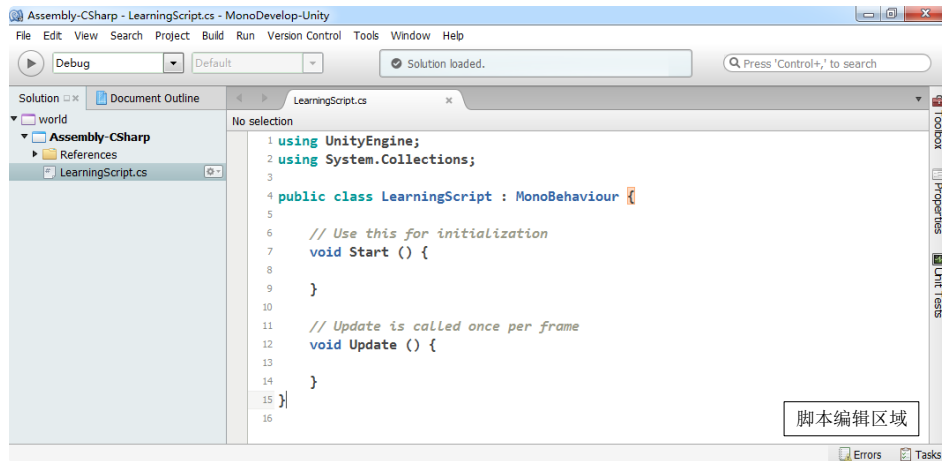 Assembly-CSharp - LearningScript.cs - MonoDevelop-Unity
File Edit View Search Project Build Run Version Control Tools Window Help
Debug Default Solution loaded. Press 'Control+,' to search
Solution Document Outline LearningScript.cs
world No selection
Assembly-CSharp
References
LearningScript.cs
1 using UnityEngine;
2 using System.Collections;
3
4 public class LearningScript : MonoBehaviour {
5
6 // Use this for initialization
7 void Start () {
8
9 }
10
11 // Update is called once per frame
12 void Update () {
13
14 }
15 }
16
脚本编辑区域
Toolbox
Properties
Unit Tests
Errors Tasks